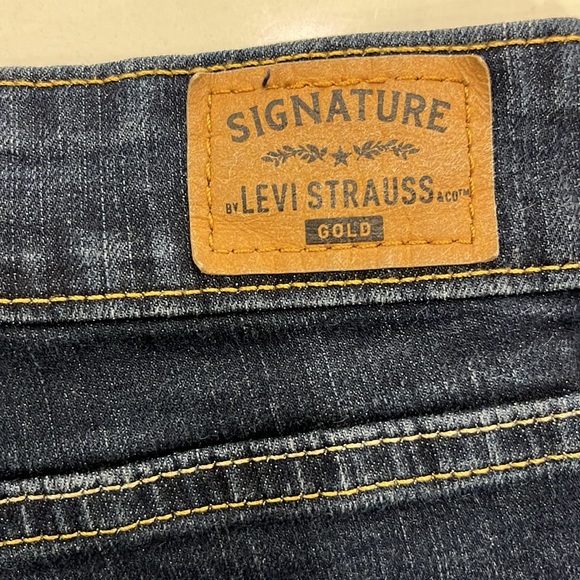 SIGNATURE
BY LEVI STRAUSS & CO™
GOLD